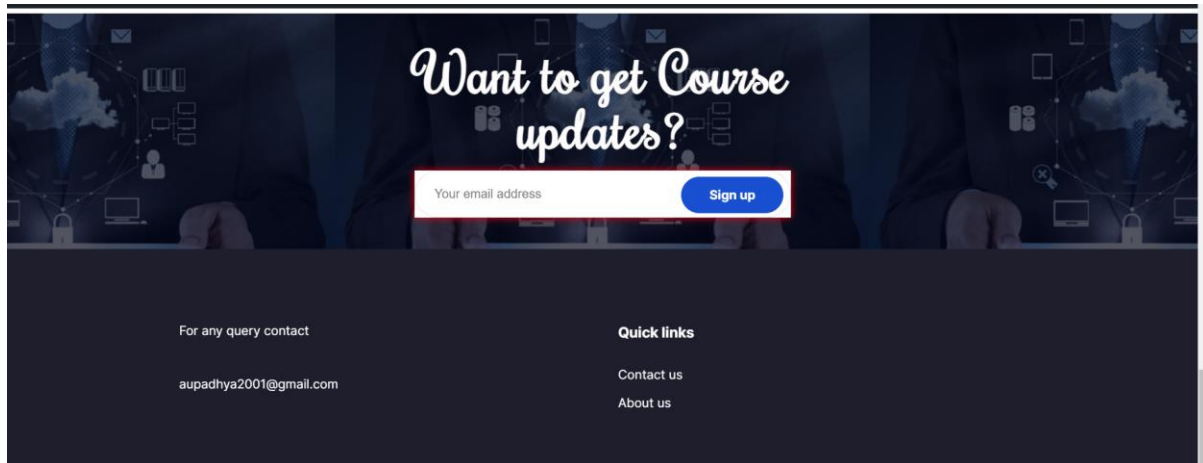 Want to get Course
updates?
Your email address
Sign up
For any query contact
aupadhya2001@gmail.com
Quick links
Contact us
About us